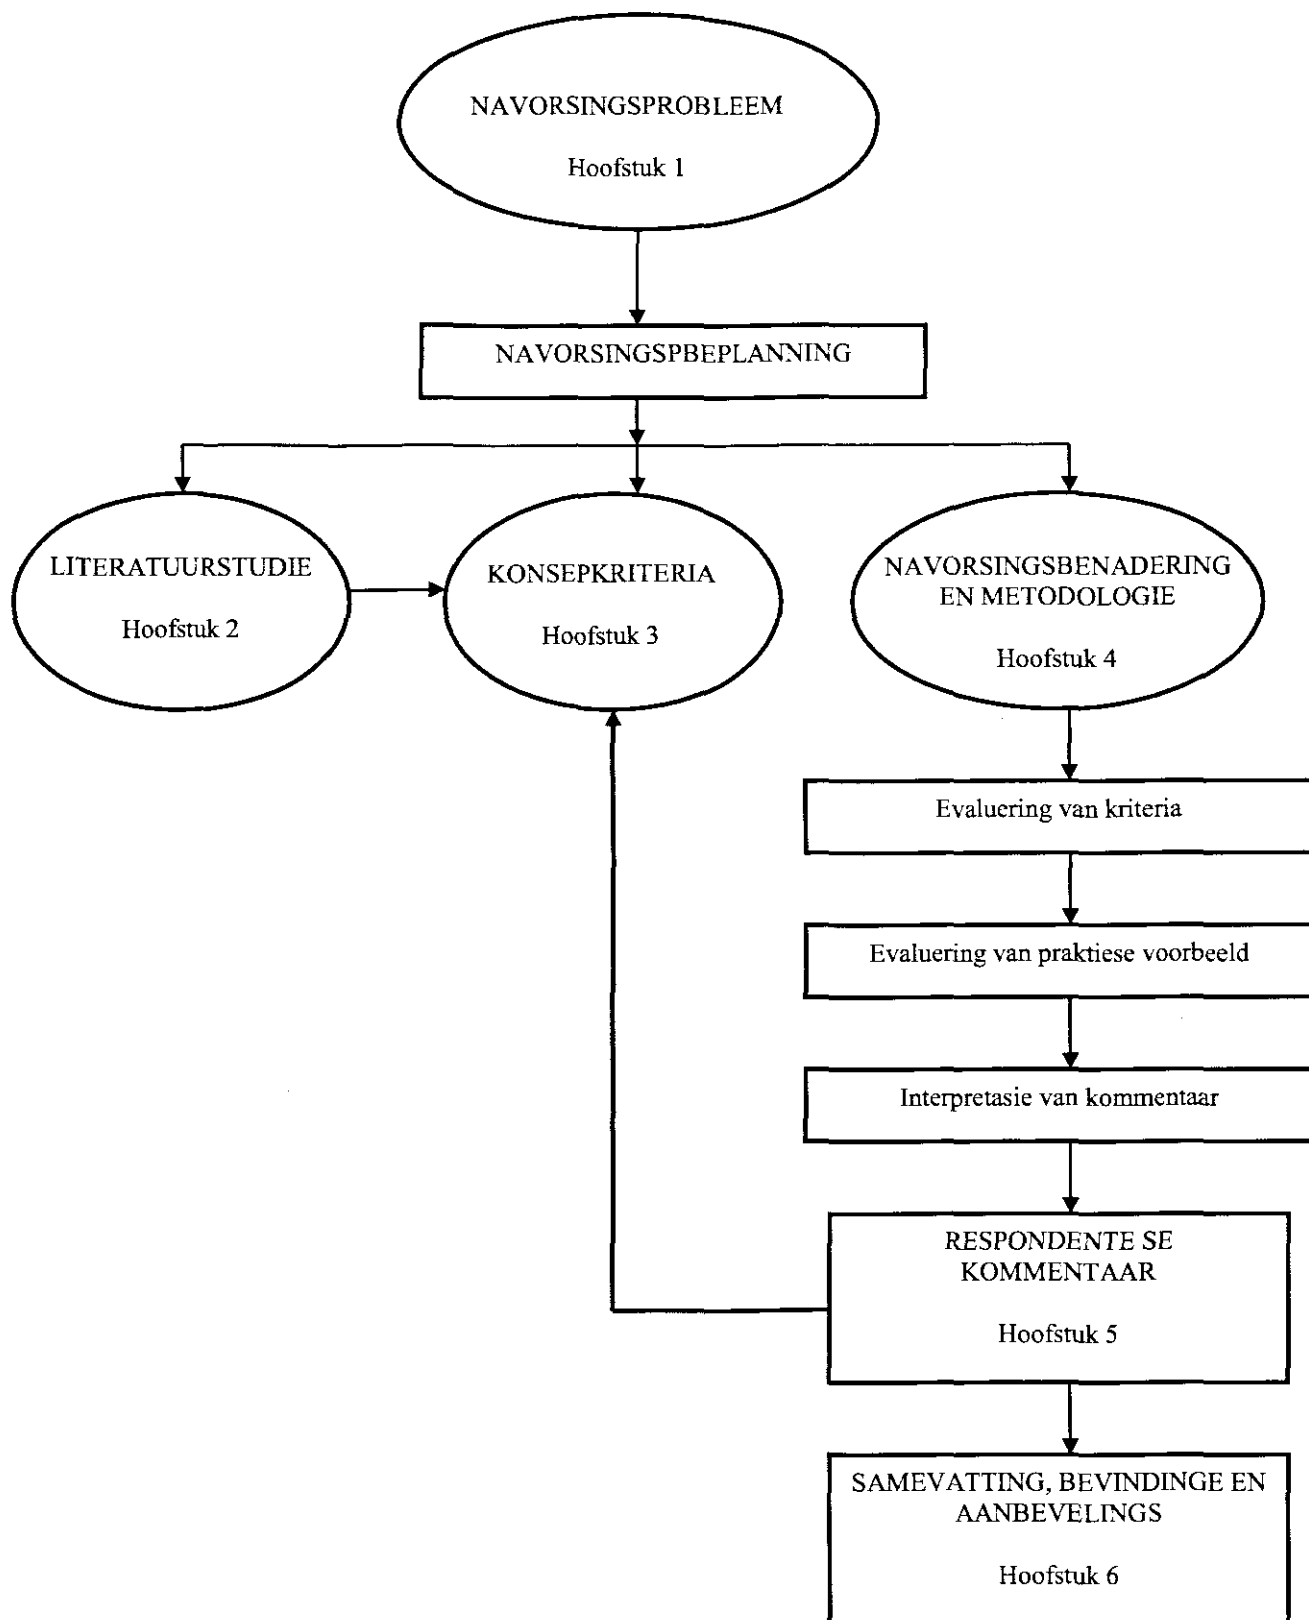 NAVORSINGSPROBLEEM
Hoofstuk 1
NAVORSINGSPBEPLANNING
LITERATUURSTUDIE
Hoofstuk 2
KONSEPKRITERIA
Hoofstuk 3
NAVORSINGSBENADERING
EN METODOLOGIE
Hoofstuk 4
Evaluering van kriteria
Evaluering van praktiese voorbeeld
Interpretasie van kommentaar
RESPONDENTE SE
KOMMENTAAR
Hoofstuk 5
SAMEVATTING, BEVINDINGE EN
AANBEVELINGS
Hoofstuk 6